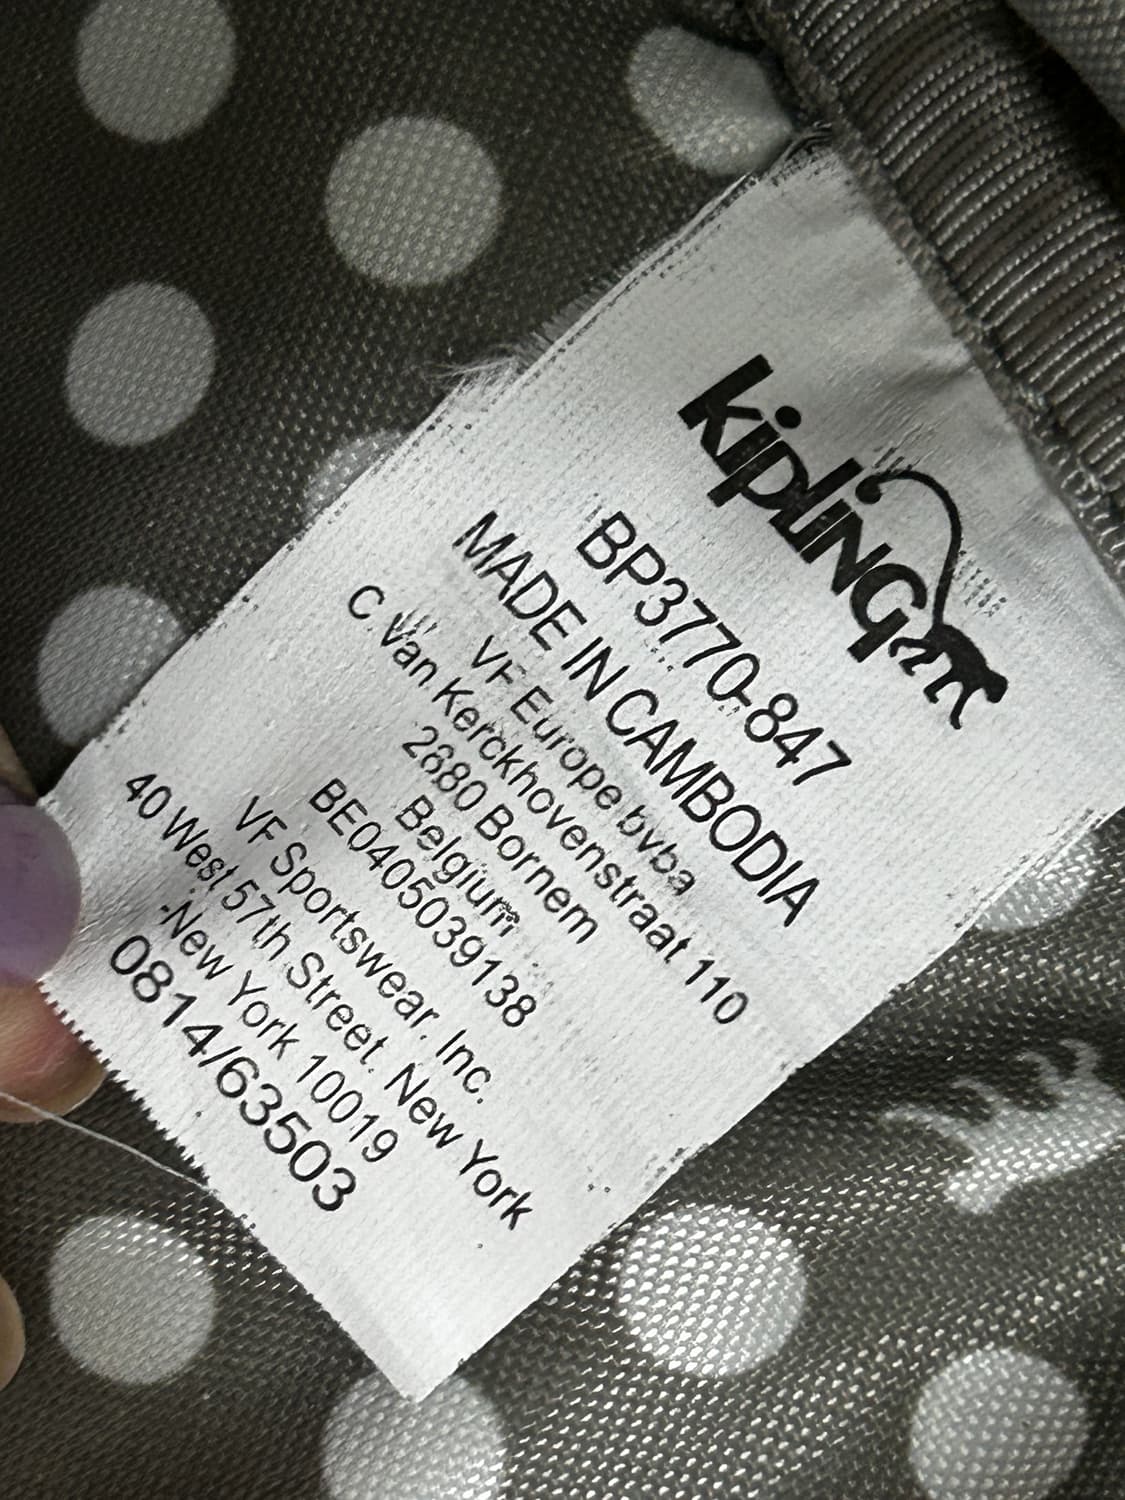 kipling
BP3770-847
MADE IN CAMBODIA
VF Europe bvba
C. Van Kerckhovenstraat 110
2880 Bornem
Belgium
BE0405039138
VF Sportswear, Inc.
40 West 57th Street, New York
-New York 10019
0814/63503